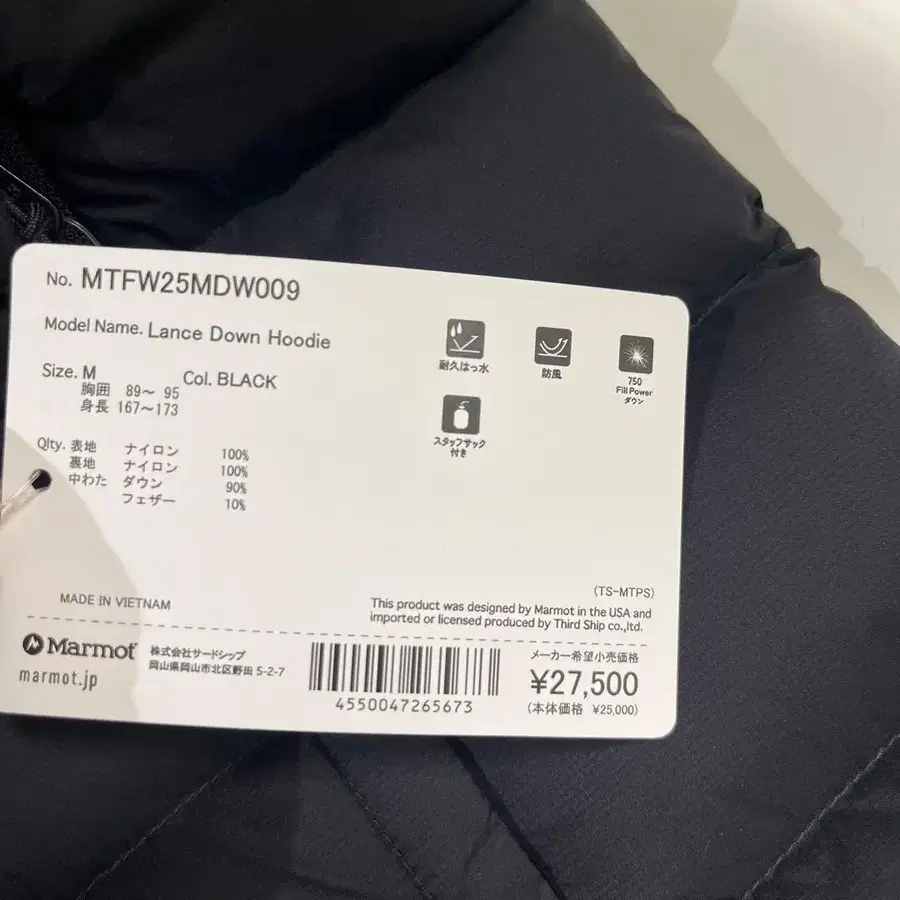 No. MTFW25MDW009
Model Name. Lance Down Hoodie
Size. M Col. BLACK
胸囲 89〜 95
身長 167〜173
Qlty. 表地 ナイロン 100%
裏地 ナイロン 100%
中わた ダウン 90%
フェザー 10%
耐久はっ水
防風
750
Fill Power
ダウン
スタッフサック
付き
MADE IN VIETNAM
(TS-MTPS)
This product was designed by Marmot in the USA and
imported or licensed produced by Third Ship co.,ltd.
Marmot
marmot.jp
株式会社サードシップ
岡山県岡山市北区野田 5-2-7
4550047265673
メーカー希望小売価格
¥27,500
(本体価格 ¥25,000)